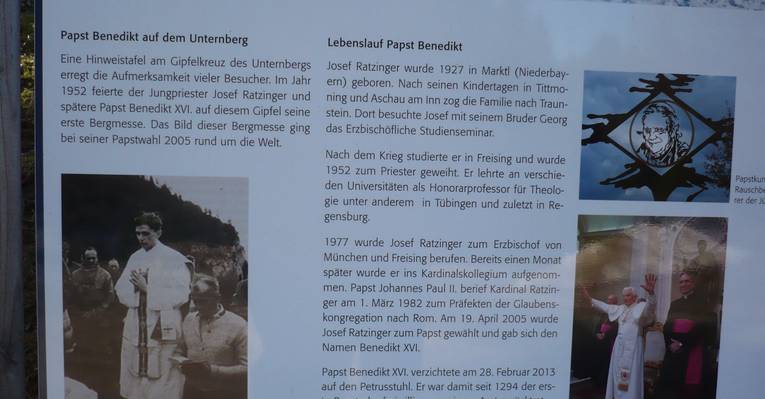 Papst Benedikt auf dem Unternberg
Eine Hinweistafel am Gipfelkreuz des Unternbergs
erregt die Aufmerksamkeit vieler Besucher. Im Jahr
1952 feierte der Jungpriester Josef Ratzinger und
spätere Papst Benedikt XVI. auf diesem Gipfel seine
erste Bergmesse. Das Bild dieser Bergmesse ging
bei seiner Papstwahl 2005 rund um die Welt.
Lebenslauf Papst Benedikt
Josef Ratzinger wurde 1927 in Marktl (Niederbay-
ern) geboren. Nach seinen Kindertagen in Tittmo-
ning und Aschau am Inn zog die Familie nach Traun-
stein. Dort besuchte Josef mit seinem Bruder Georg
das Erzbischöfliche Studienseminar.
Nach dem Krieg studierte er in Freising und wurde
1952 zum Priester geweiht. Er lehrte an verschie-
den Universitäten als Honorarprofessor für Theolo-
gie unter anderem in Tübingen und zuletzt in Re-
gensburg.
1977 wurde Josef Ratzinger zum Erzbischof von
München und Freising berufen. Bereits einen Monat
später wurde er ins Kardinalskollegium aufgenom-
men. Papst Johannes Paul II. berief Kardinal Ratzin-
ger am 1. März 1982 zum Präfekten der Glaubens-
kongregation nach Rom. Am 19. April 2005 wurde
Josef Ratzinger zum Papst gewählt und gab sich den
Namen Benedikt XVI.
Papst Benedikt XVI. verzichtete am 28. Februar 2013
auf den Petrusstuhl. Er war damit seit 1294 der ers-
Papstkun
Rauschbe
rer der JU